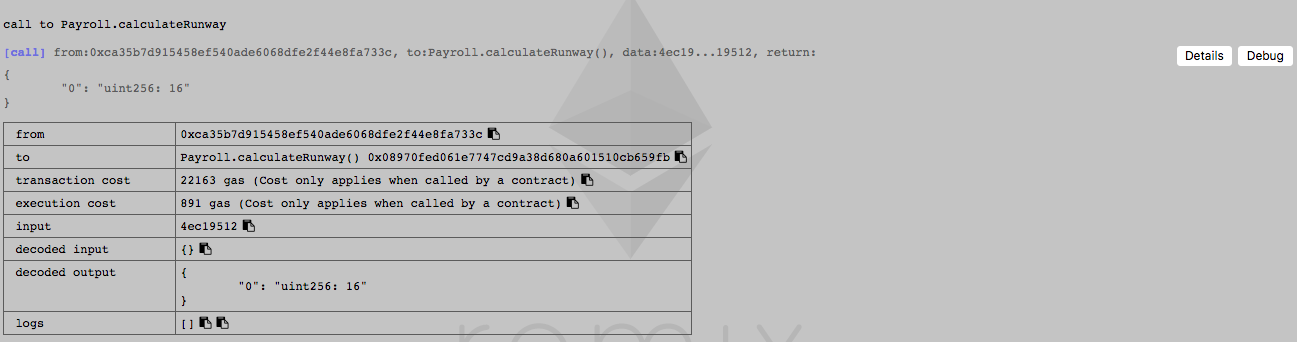 call to Payroll.calculateRunway
[call] from:0xca35b7d915458ef540ade6068dfe2f44e8fa733c, to:Payroll.calculateRunway(), data:4ec19...19512, return:
Details Debug
{
"0": "uint256: 16"
}
from 0xca35b7d915458ef540ade6068dfe2f44e8fa733c
to Payroll.calculateRunway() 0x08970fed061e7747cd9a38d680a601510cb659fb
transaction cost 22163 gas (Cost only applies when called by a contract)
execution cost 891 gas (Cost only applies when called by a contract)
input 4ec19512
decoded input {}
decoded output {
"0": "uint256: 16"
}
logs []
remix